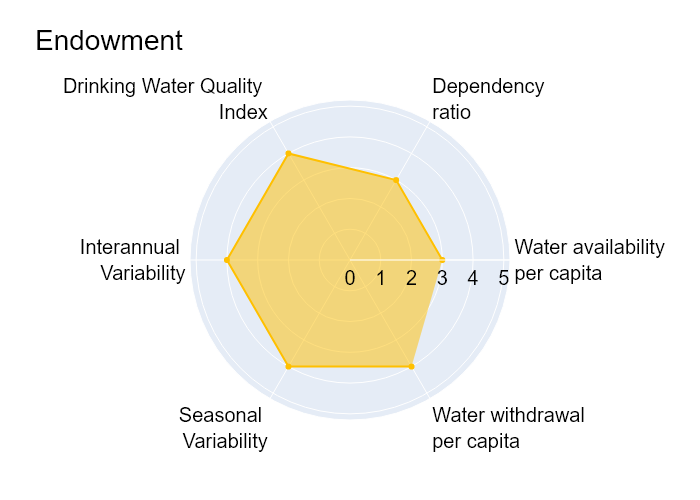 Endowment
Drinking Water Quality
Index
Dependency
ratio
Interannual
Variability
Water availability
per capita
0 1 2 3 4 5
Seasonal
Variability
Water withdrawal
per capita